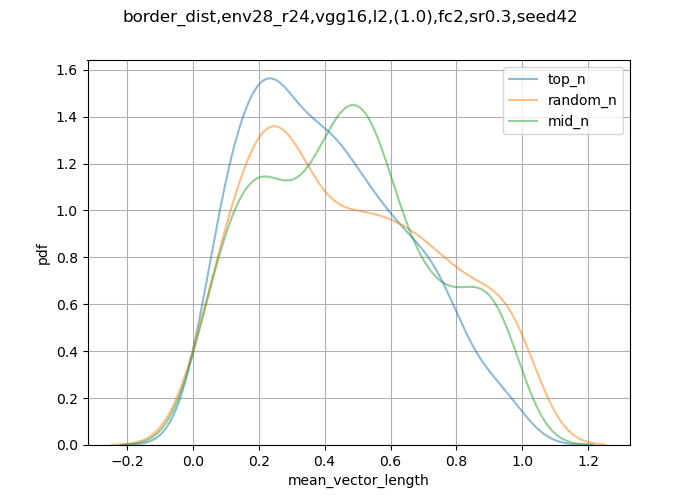 border_dist,env28_r24,vgg16,l2,(1.0),fc2,sr0.3,seed42
1.6
1.4
1.2
1.0
0.8
0.6
0.4
0.2
0.0
pdf
top_n
random_n
mid_n
−0.2 0.0 0.2 0.4 0.6 0.8 1.0 1.2
mean_vector_length